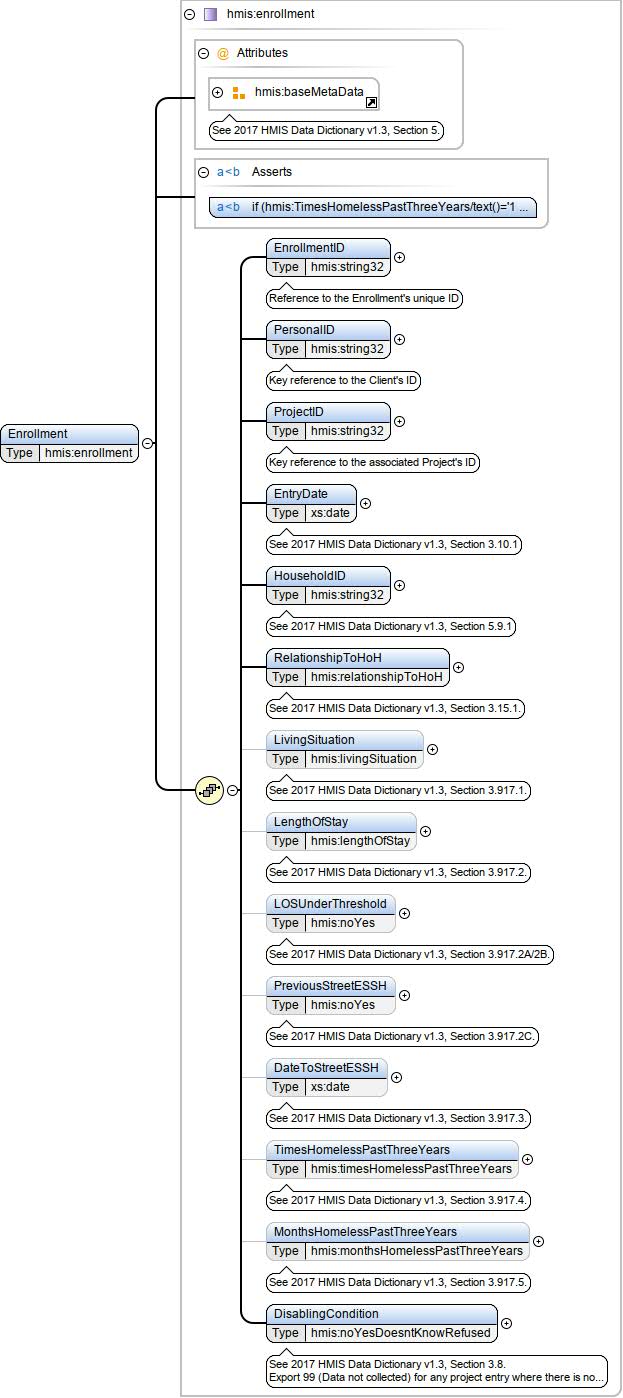 hmis:enrollment
@ Attributes
hmis:baseMetaData
See 2017 HMIS Data Dictionary v1.3, Section 5.
a<b Asserts
a<b if (hmis:TimesHomelessPastThreeYears/text()='1 ...
EnrollmentID
Type hmis:string32
Reference to the Enrollment's unique ID
PersonalID
Type hmis:string32
Key reference to the Client's ID
ProjectID
Type hmis:string32
Key reference to the associated Project's ID
Enrollment
Type hmis:enrollment
EntryDate
Type xs:date
See 2017 HMIS Data Dictionary v1.3, Section 3.10.1
HouseholdID
Type hmis:string32
See 2017 HMIS Data Dictionary v1.3, Section 5.9.1
RelationshipToHoH
Type hmis:relationshipToHoH
See 2017 HMIS Data Dictionary v1.3, Section 3.15.1.
LivingSituation
Type hmis:livingSituation
See 2017 HMIS Data Dictionary v1.3, Section 3.917.1.
LengthOfStay
Type hmis:lengthOfStay
See 2017 HMIS Data Dictionary v1.3, Section 3.917.2.
LOSUnderThreshold
Type hmis:noYes
See 2017 HMIS Data Dictionary v1.3, Section 3.917.2A/2B.
PreviousStreetESSH
Type hmis:noYes
See 2017 HMIS Data Dictionary v1.3, Section 3.917.2C.
DateToStreetESSH
Type xs:date
See 2017 HMIS Data Dictionary v1.3, Section 3.917.3.
TimesHomelessPastThreeYears
Type hmis:timesHomelessPastThreeYears
See 2017 HMIS Data Dictionary v1.3, Section 3.917.4.
MonthsHomelessPastThreeYears
Type hmis:monthsHomelessPastThreeYears
See 2017 HMIS Data Dictionary v1.3, Section 3.917.5.
DisablingCondition
Type hmis:noYesDoesntKnowRefused
See 2017 HMIS Data Dictionary v1.3, Section 3.8.
Export 99 (Data not collected) for any project entry where there is no...